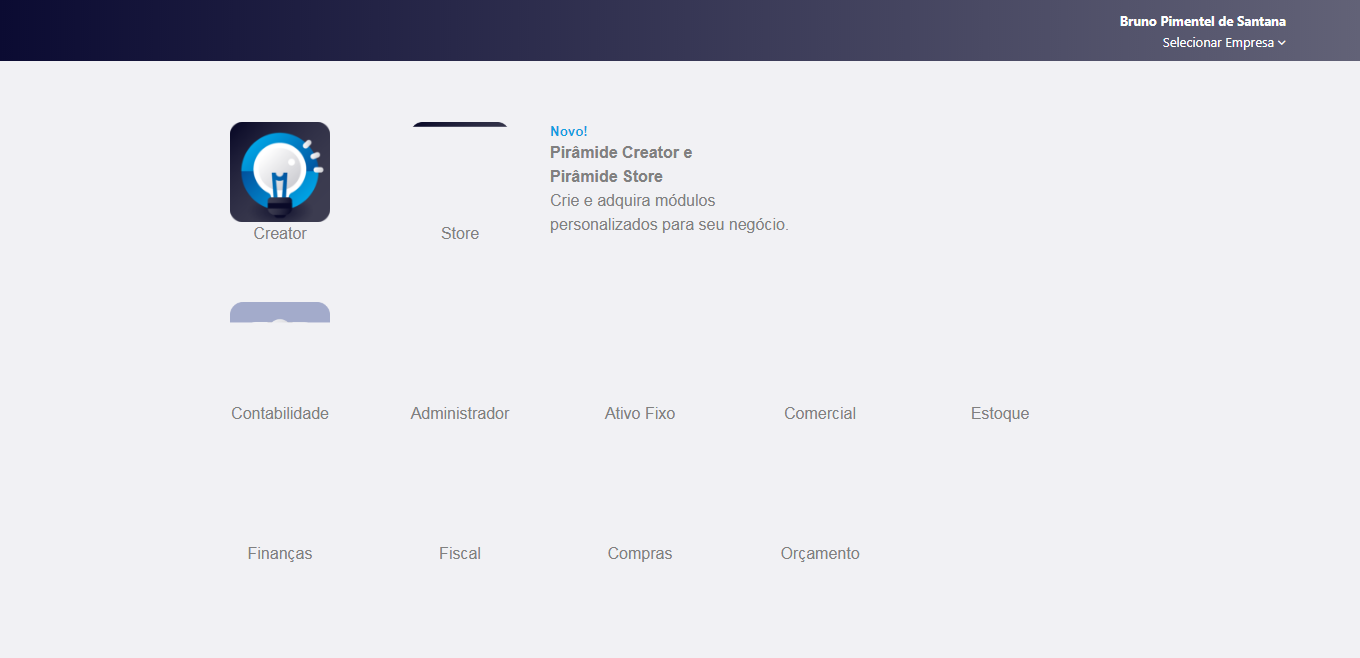 Bruno Pimentel de Santana
Selecionar Empresa
Novo!
Pirâmide Creator e
Pirâmide Store
Crie e adquira módulos
personalizados para seu negócio.
Creator
Store
Contabilidade
Administrador
Ativo Fixo
Comercial
Estoque
Finanças
Fiscal
Compras
Orçamento